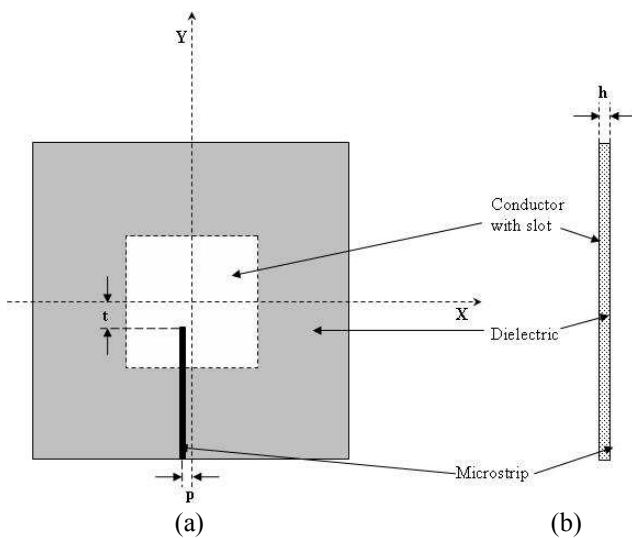 Y
h
Conductor
with slot
t
X
Dielectric
Microstrip
p
(a)
(b)